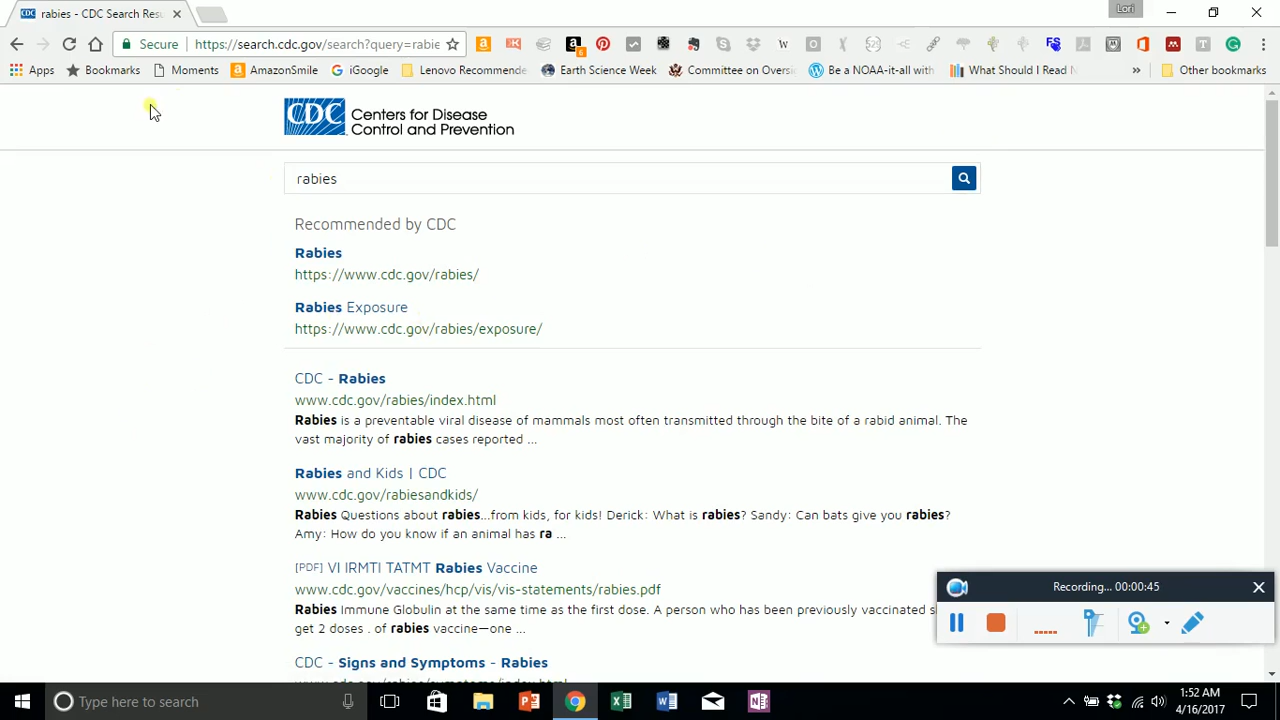 rabies - CDC Search Resu
Lori
Secure
https://search.cdc.gov/search?query=rabie
Apps
Bookmarks
Moments
AmazonSmile
iGoogle
Lenovo Recommende
Earth Science Week
Committee on Oversi
Be a NOAA-it-all with
What Should I Read N
»
Other bookmarks
CDC
Centers for Disease
Control and Prevention
rabies
Recommended by CDC
Rabies
https://www.cdc.gov/rabies/
Rabies Exposure
https://www.cdc.gov/rabies/exposure/
CDC - Rabies
www.cdc.gov/rabies/index.html
Rabies is a preventable viral disease of mammals most often transmitted through the bite of a rabid animal. The
vast majority of rabies cases reported ...
Rabies and Kids | CDC
www.cdc.gov/rabiesandkids/
Rabies Questions about rabies...from kids, for kids! Derick: What is rabies? Sandy: Can bats give you rabies?
Amy: How do you know if an animal has ra ...
[PDF] VI IRMTI TATMT Rabies Vaccine
www.cdc.gov/vaccines/hcp/vis/vis-statements/rabies.pdf
Rabies Immune Globulin at the same time as the first dose. A person who has been previously vaccinated s
get 2 doses . of rabies vaccine—one ...
CDC - Signs and Symptoms - Rabies
www.cdc.gov/rabies/symptoms/index.html
Recording... 00:00:45
Type here to search
1:52 AM
4/16/2017